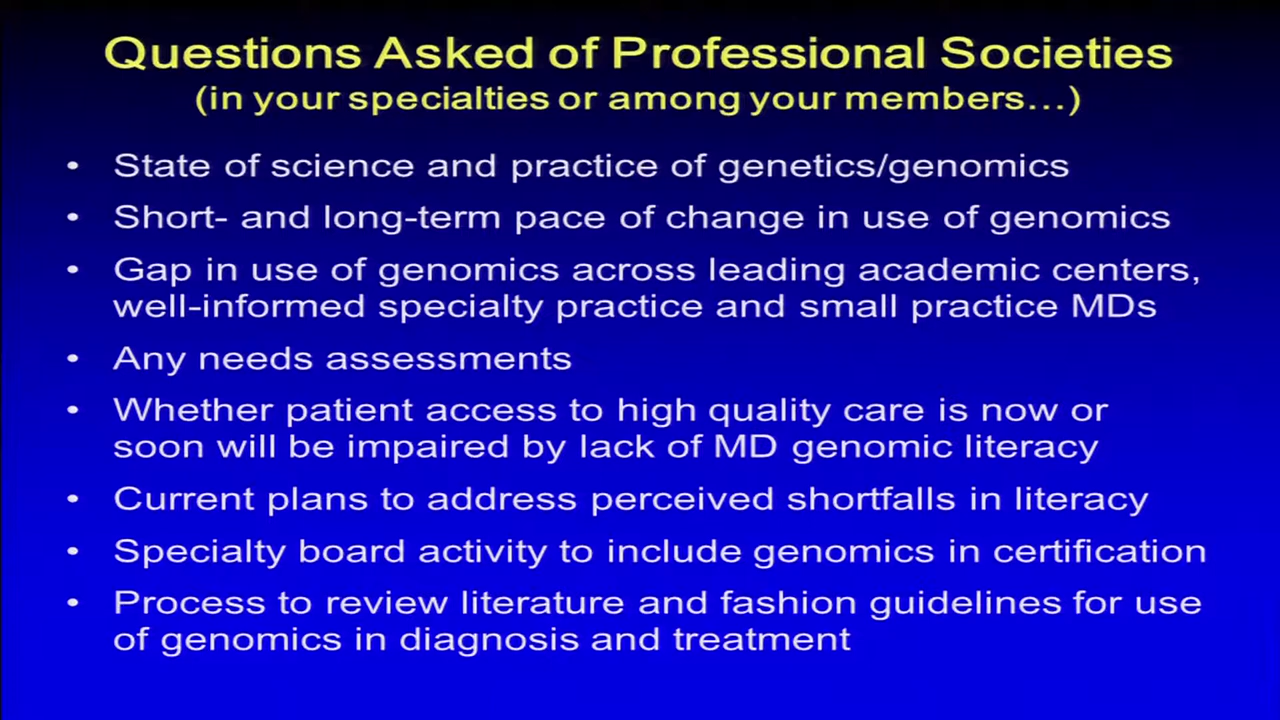 Questions Asked of Professional Societies
(in your specialties or among your members...)
• State of science and practice of genetics/genomics
• Short- and long-term pace of change in use of genomics
• Gap in use of genomics across leading academic centers,
well-informed specialty practice and small practice MDs
• Any needs assessments
• Whether patient access to high quality care is now or
soon will be impaired by lack of MD genomic literacy
• Current plans to address perceived shortfalls in literacy
• Specialty board activity to include genomics in certification
• Process to review literature and fashion guidelines for use
of genomics in diagnosis and treatment